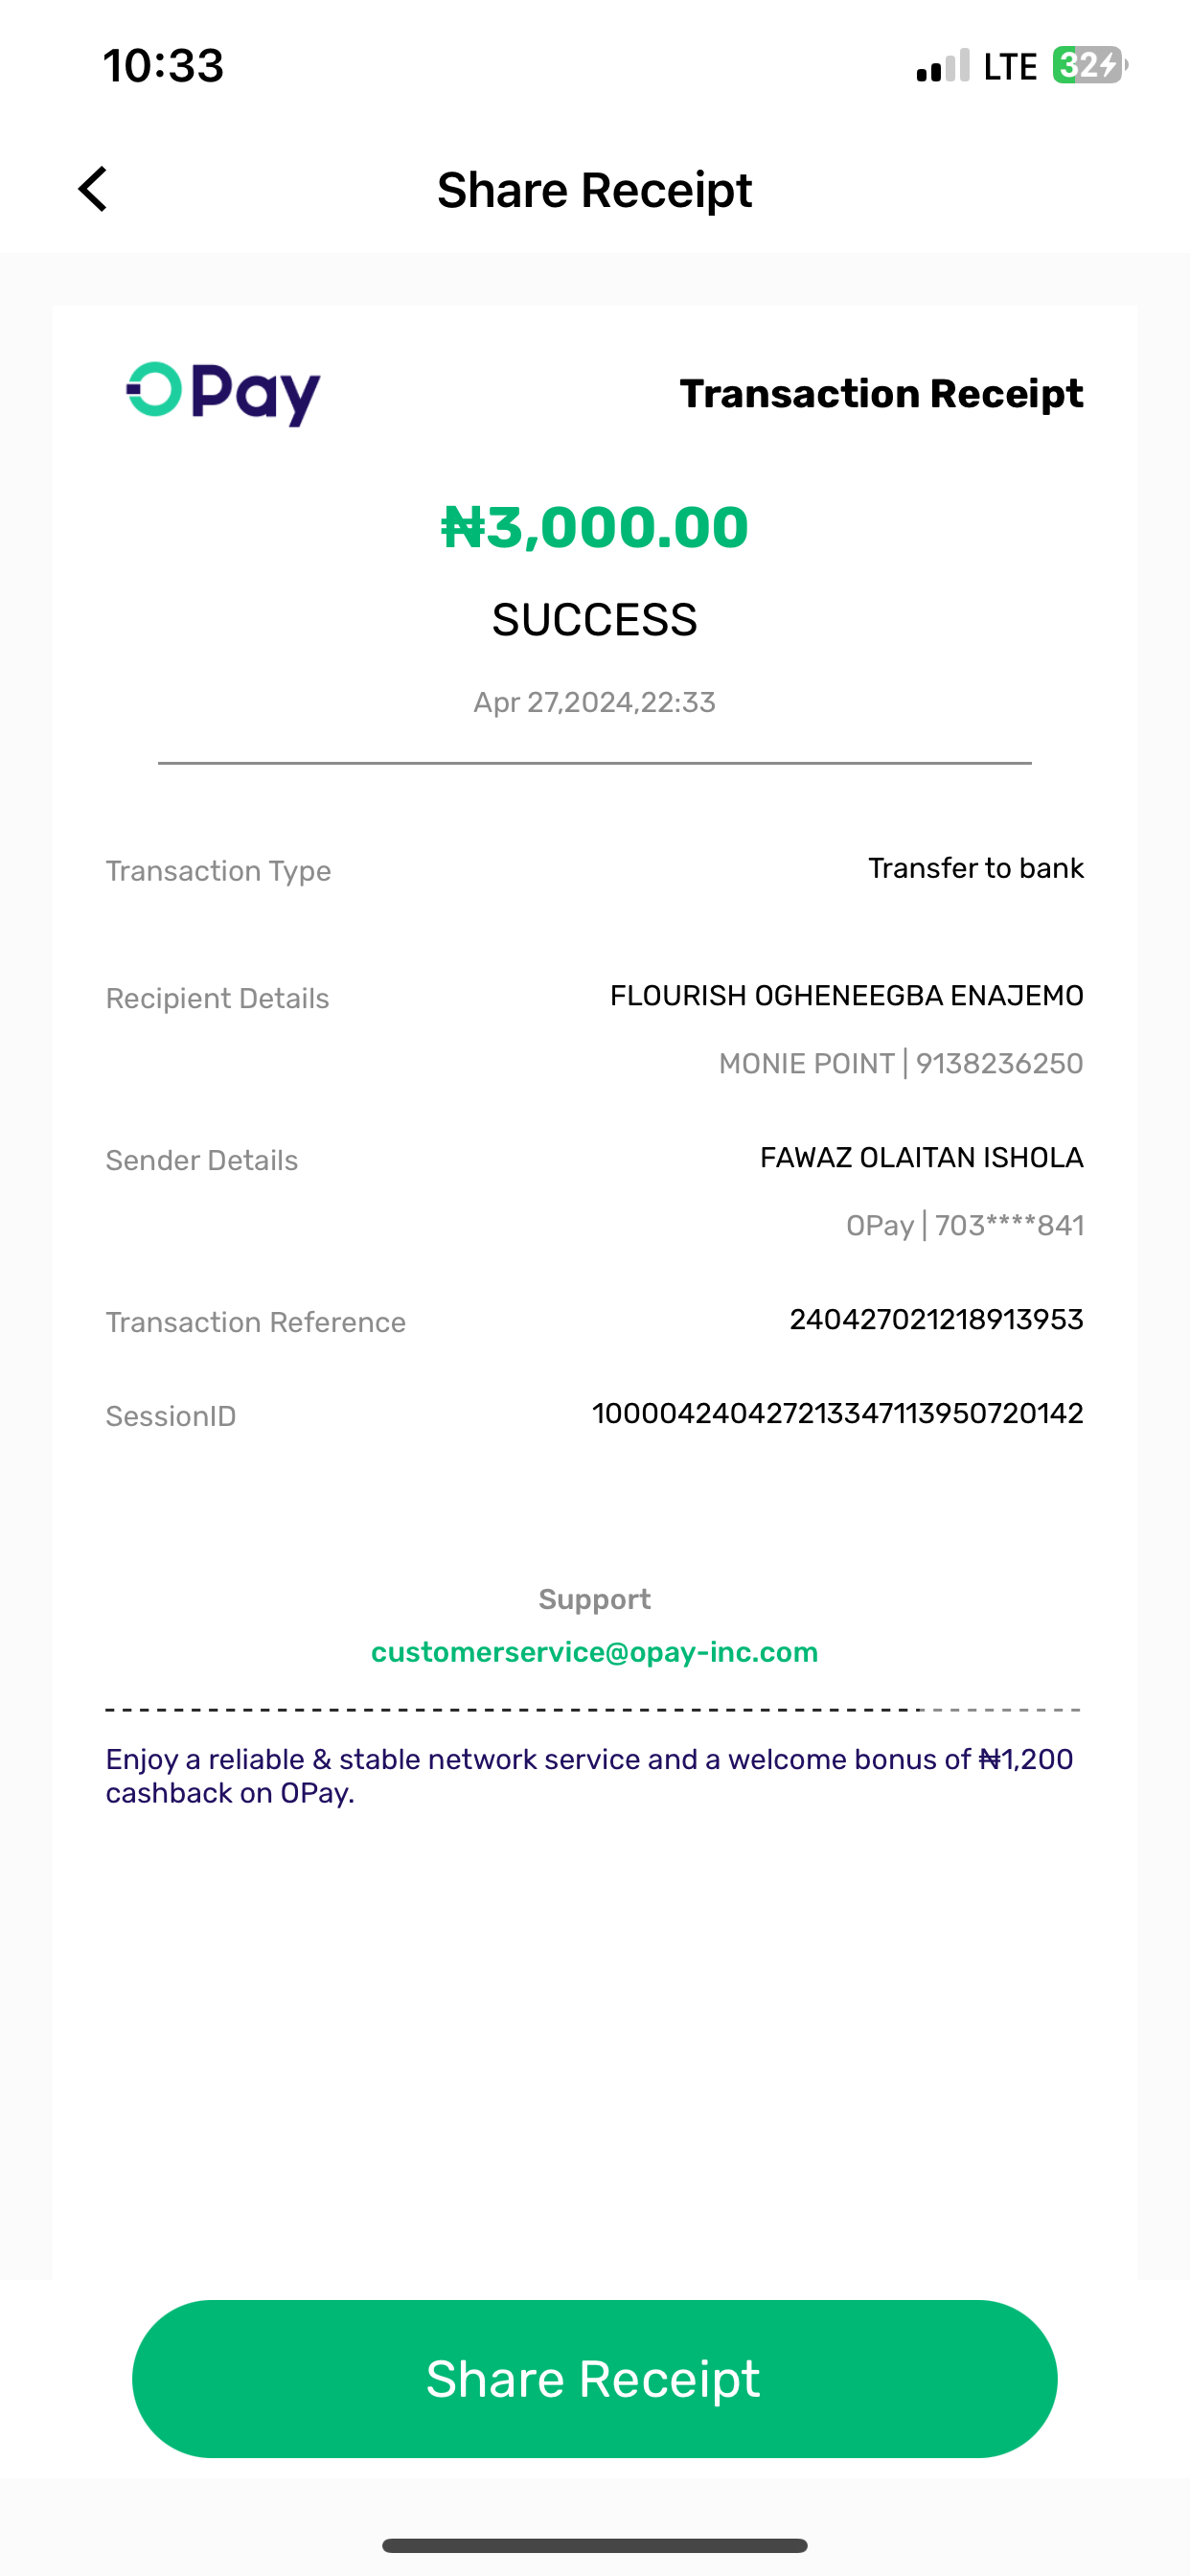 10:33
LTE 32
Share Receipt
OPay
Transaction Receipt
₦3,000.00
SUCCESS
Apr 27,2024,22:33
Transaction Type Transfer to bank
Recipient Details FLOURISH OGHENEEGBA ENAJEMO
MONIE POINT | 9138236250
Sender Details FAWAZ OLAITAN ISHOLA
OPay | 703****841
Transaction Reference 240427021218913953
SessionID 100004240427213347113950720142
Support
customerservice@opay-inc.com
Enjoy a reliable & stable network service and a welcome bonus of ₦1,200
cashback on OPay.
Share Receipt